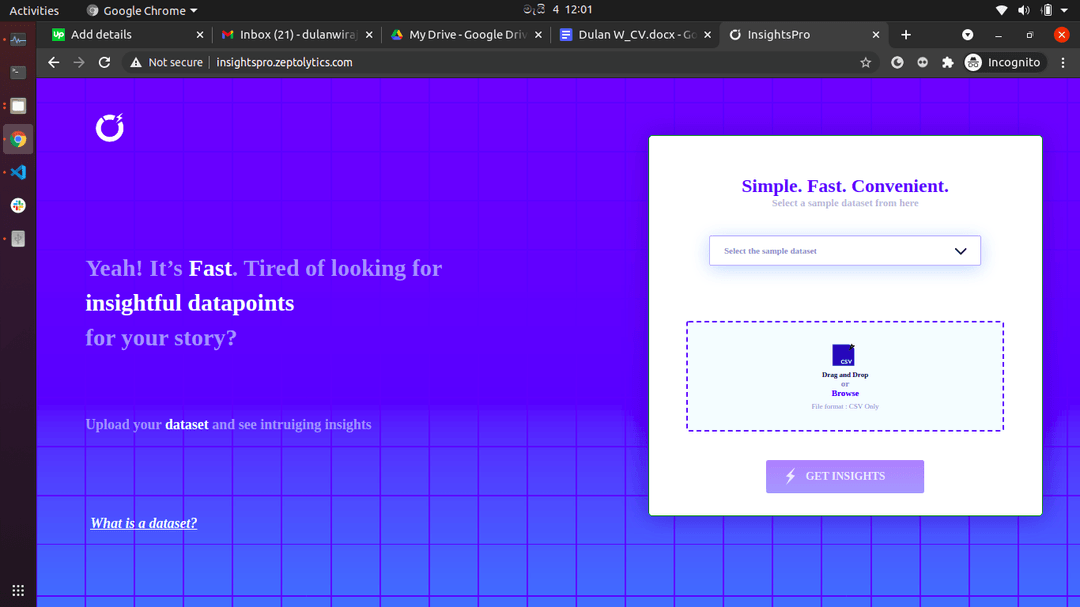 Activities
Google Chrome
මැයි 4 12:01
Add details
Inbox (21) - dulanwira
My Drive - Google Driv
Dulan W_CV.docx - Go
InsightsPro
Not secure
insightspro.zeptolytics.com
Incognito
Yeah! It’s Fast. Tired of looking for
insightful datapoints
for your story?
Upload your dataset and see intruiging insights
What is a dataset?
Simple. Fast. Convenient.
Select a sample dataset from here
Select the sample dataset
CSV
Drag and Drop
or
Browse
File format : CSV Only
GET INSIGHTS